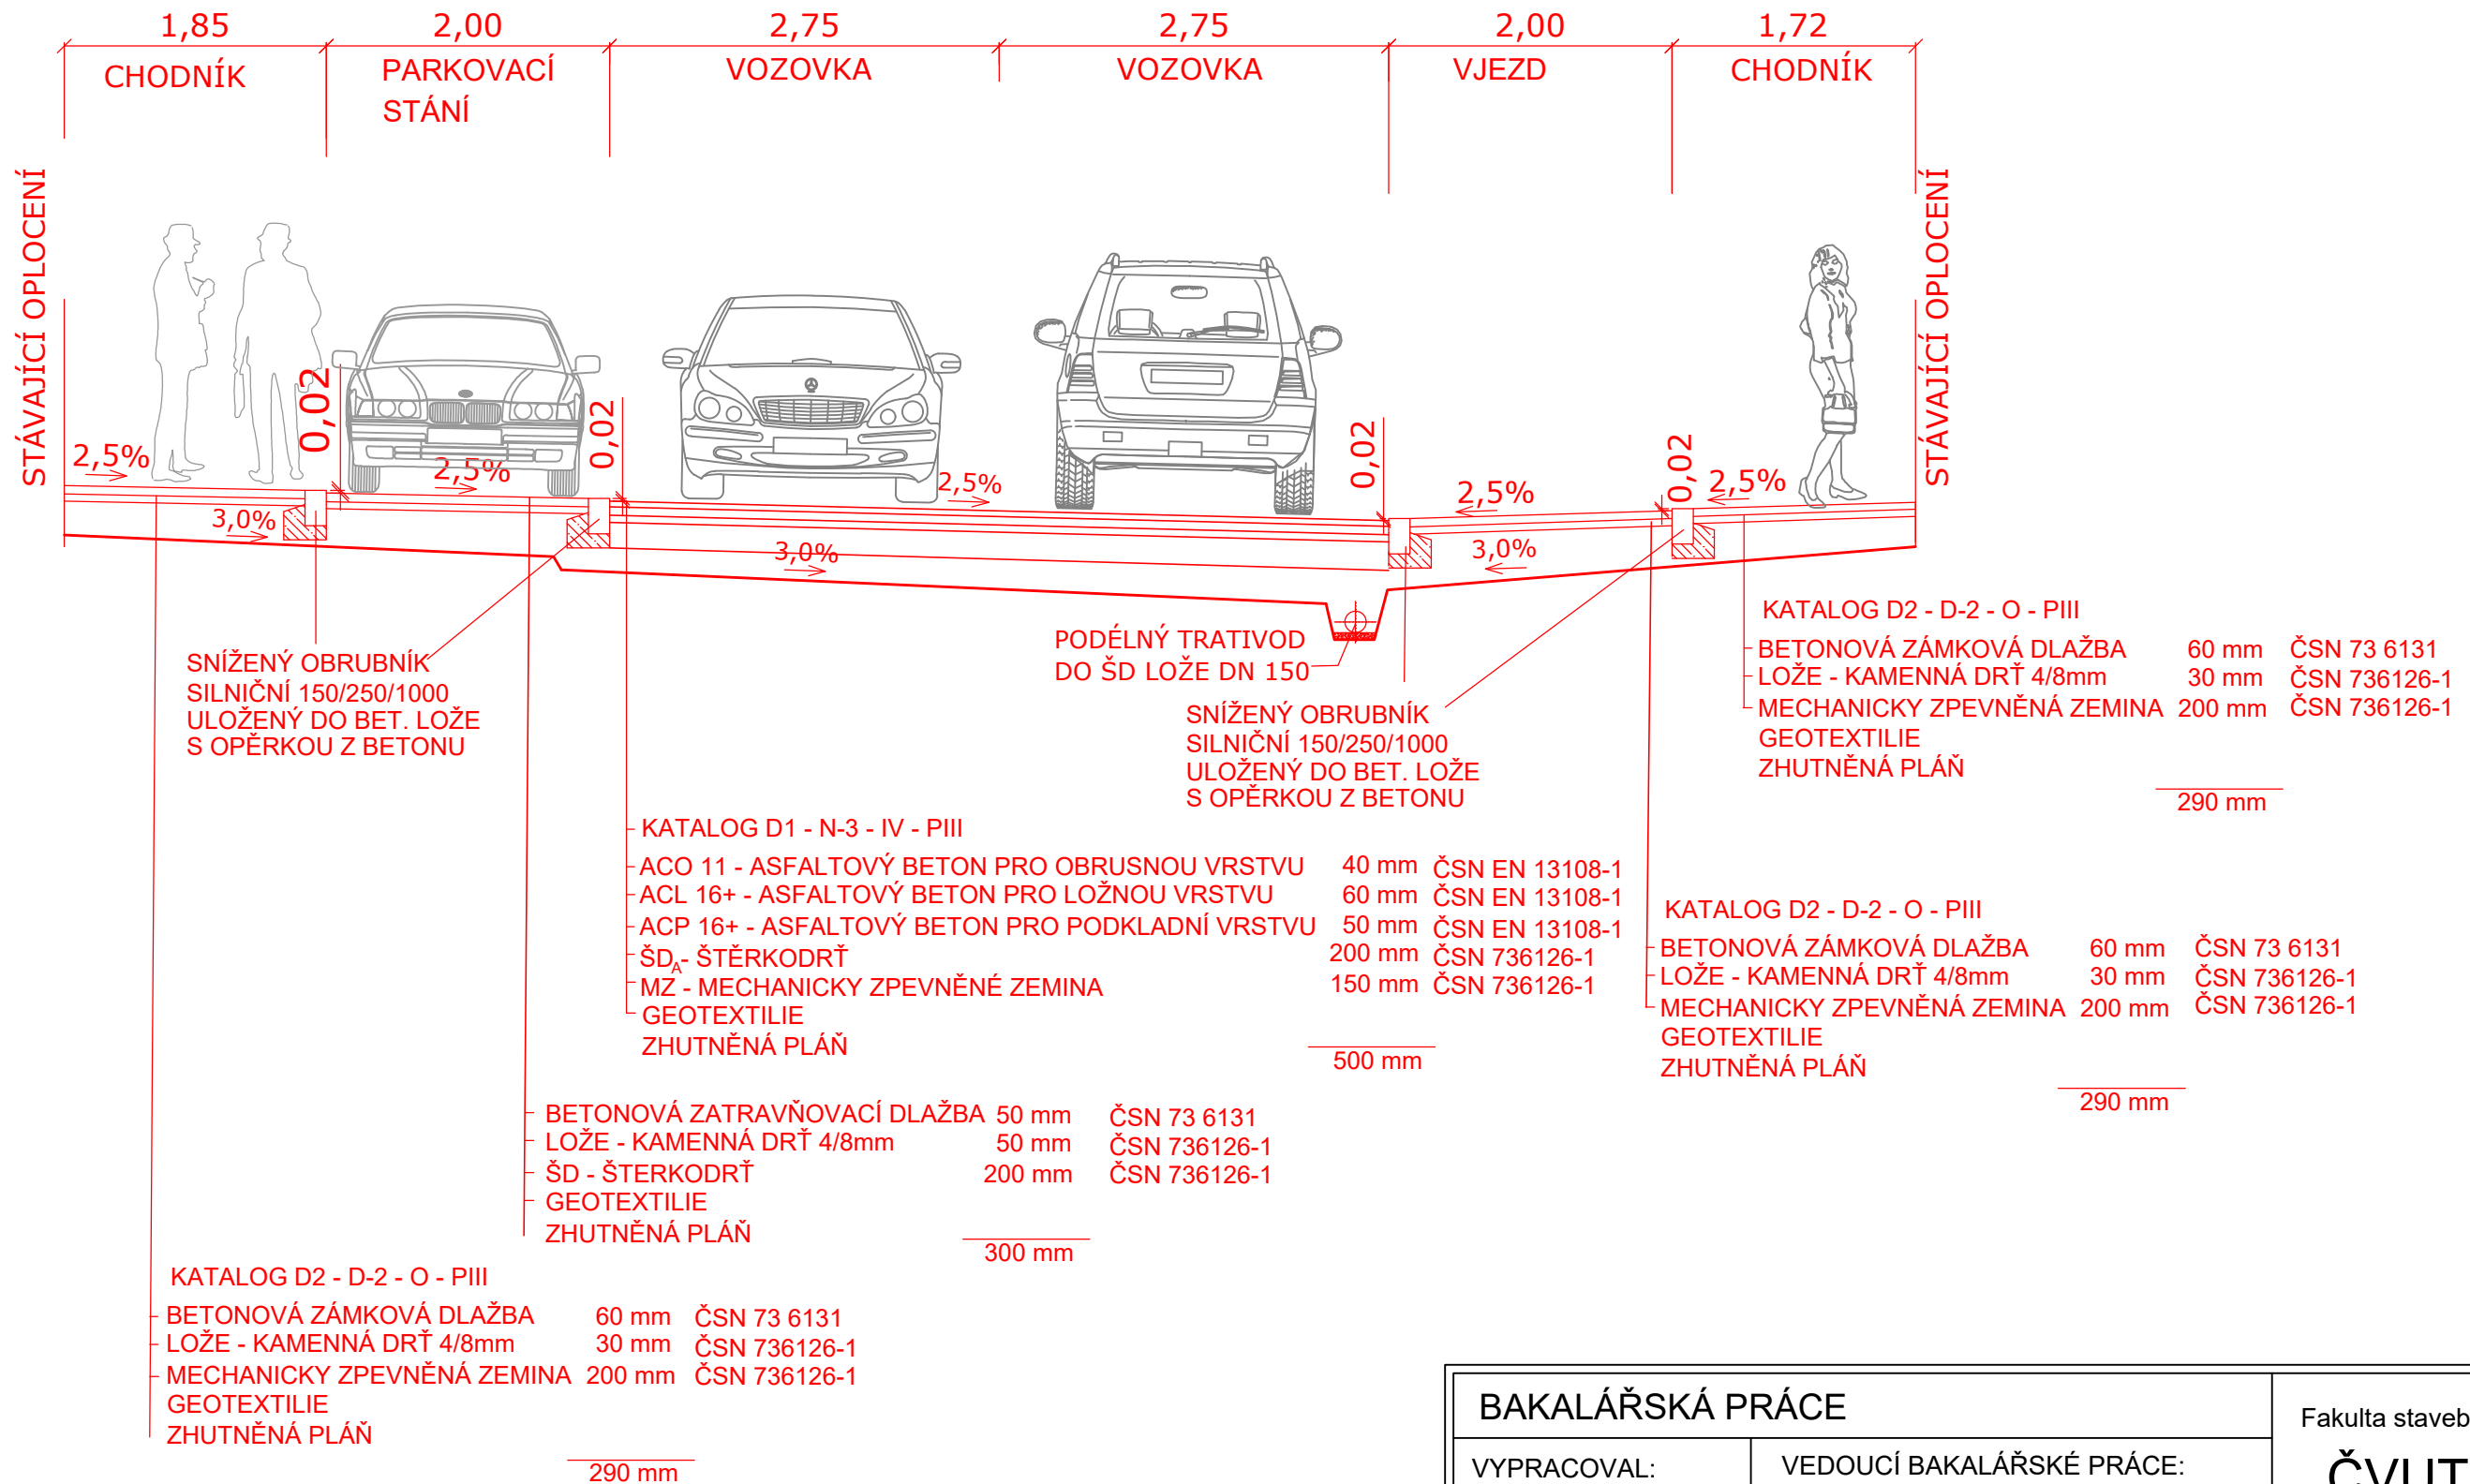 1,85 2,00 2,75 2,75 2,00 1,72
CHODNÍK
PARKOVACÍ
STÁNÍ
VOZOVKA
VOZOVKA
VJEZD
CHODNÍK
STÁVAJÍCÍ OPLOCENÍ
STÁVAJÍCÍ OPLOCENÍ
0,02
0,02
0,02
0,02
2,5%
2,5%
2,5%
2,5%
2,5%
3,0%
3,0%
3,0%
SNÍŽENÝ OBRUBNÍK
SILNIČNÍ 150/250/1000
ULOŽENÝ DO BET. LOŽE
S OPĚRKOU Z BETONU
PODÉLNÝ TRATIVOD
DO ŠD LOŽE DN 150
SNÍŽENÝ OBRUBNÍK
SILNIČNÍ 150/250/1000
ULOŽENÝ DO BET. LOŽE
S OPĚRKOU Z BETONU
KATALOG D2 - D-2 - O - PIII
BETONOVÁ ZÁMKOVÁ DLAŽBA 60 mm ČSN 73 6131
LOŽE - KAMENNÁ DRŤ 4/8mm 30 mm ČSN 736126-1
MECHANICKY ZPEVNĚNÁ ZEMINA 200 mm ČSN 736126-1
GEOTEXTILIE
ZHUTNĚNÁ PLÁŇ
290 mm
KATALOG D1 - N-3 - IV - PIII
ACO 11 - ASFALTOVÝ BETON PRO OBRUSNOU VRSTVU 40 mm ČSN EN 13108-1
ACL 16+ - ASFALTOVÝ BETON PRO LOŽNOU VRSTVU 60 mm ČSN EN 13108-1
ACP 16+ - ASFALTOVÝ BETON PRO PODKLADNÍ VRSTVU 50 mm ČSN EN 13108-1
ŠDA- ŠTĚRKODRŤ 200 mm ČSN 736126-1
MZ - MECHANICKY ZPEVNĚNÉ ZEMINA 150 mm ČSN 736126-1
GEOTEXTILIE
ZHUTNĚNÁ PLÁŇ
500 mm
KATALOG D2 - D-2 - O - PIII
BETONOVÁ ZÁMKOVÁ DLAŽBA 60 mm ČSN 73 6131
LOŽE - KAMENNÁ DRŤ 4/8mm 30 mm ČSN 736126-1
MECHANICKY ZPEVNĚNÁ ZEMINA 200 mm ČSN 736126-1
GEOTEXTILIE
ZHUTNĚNÁ PLÁŇ
290 mm
BETONOVÁ ZATRAVŇOVACÍ DLAŽBA 50 mm ČSN 73 6131
LOŽE - KAMENNÁ DRŤ 4/8mm 50 mm ČSN 736126-1
ŠD - ŠTERKODRŤ 200 mm ČSN 736126-1
GEOTEXTILIE
ZHUTNĚNÁ PLÁŇ
300 mm
KATALOG D2 - D-2 - O - PIII
BETONOVÁ ZÁMKOVÁ DLAŽBA 60 mm ČSN 73 6131
LOŽE - KAMENNÁ DRŤ 4/8mm 30 mm ČSN 736126-1
MECHANICKY ZPEVNĚNÁ ZEMINA 200 mm ČSN 736126-1
GEOTEXTILIE
ZHUTNĚNÁ PLÁŇ
290 mm
BAKALÁŘSKÁ PRÁCE
VYPRACOVAL:
VEDOUCÍ BAKALÁŘSKÉ PRÁCE:
Fakulta staveb
ČVUT